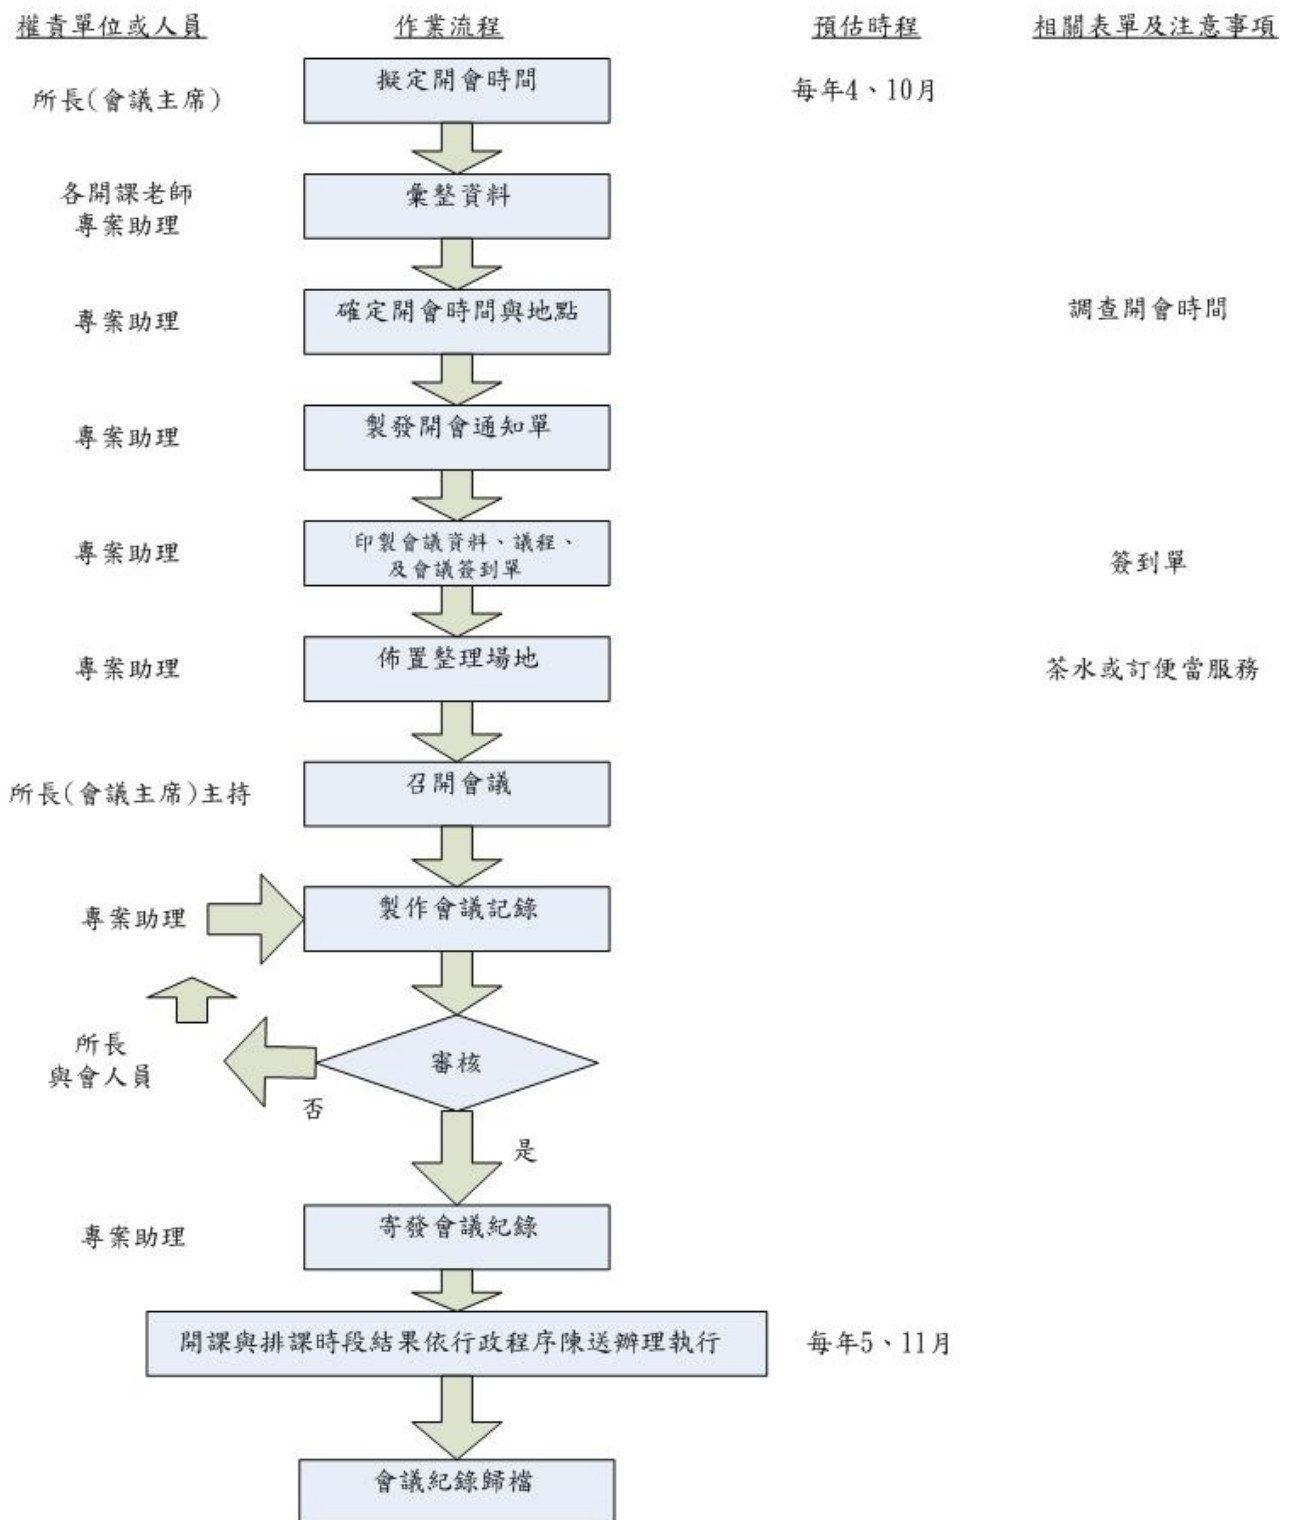 權責單位或人員
作業流程
預估時程
相關表單及注意事項
所長(會議主席)
擬定開會時間
每年4、10月
各開課老師
專案助理
彙整資料
專案助理
確定開會時間與地點
調查開會時間
專案助理
製發開會通知單
專案助理
印製會議資料、議程、
及會議簽到單
簽到單
專案助理
佈置整理場地
茶水或訂便當服務
所長(會議主席)主持
召開會議
專案助理
製作會議記錄
所長
與會人員
審核
否
是
專案助理
寄發會議紀錄
開課與排課時段結果依行政程序陳送辦理執行
每年5、11月
會議紀錄歸檔